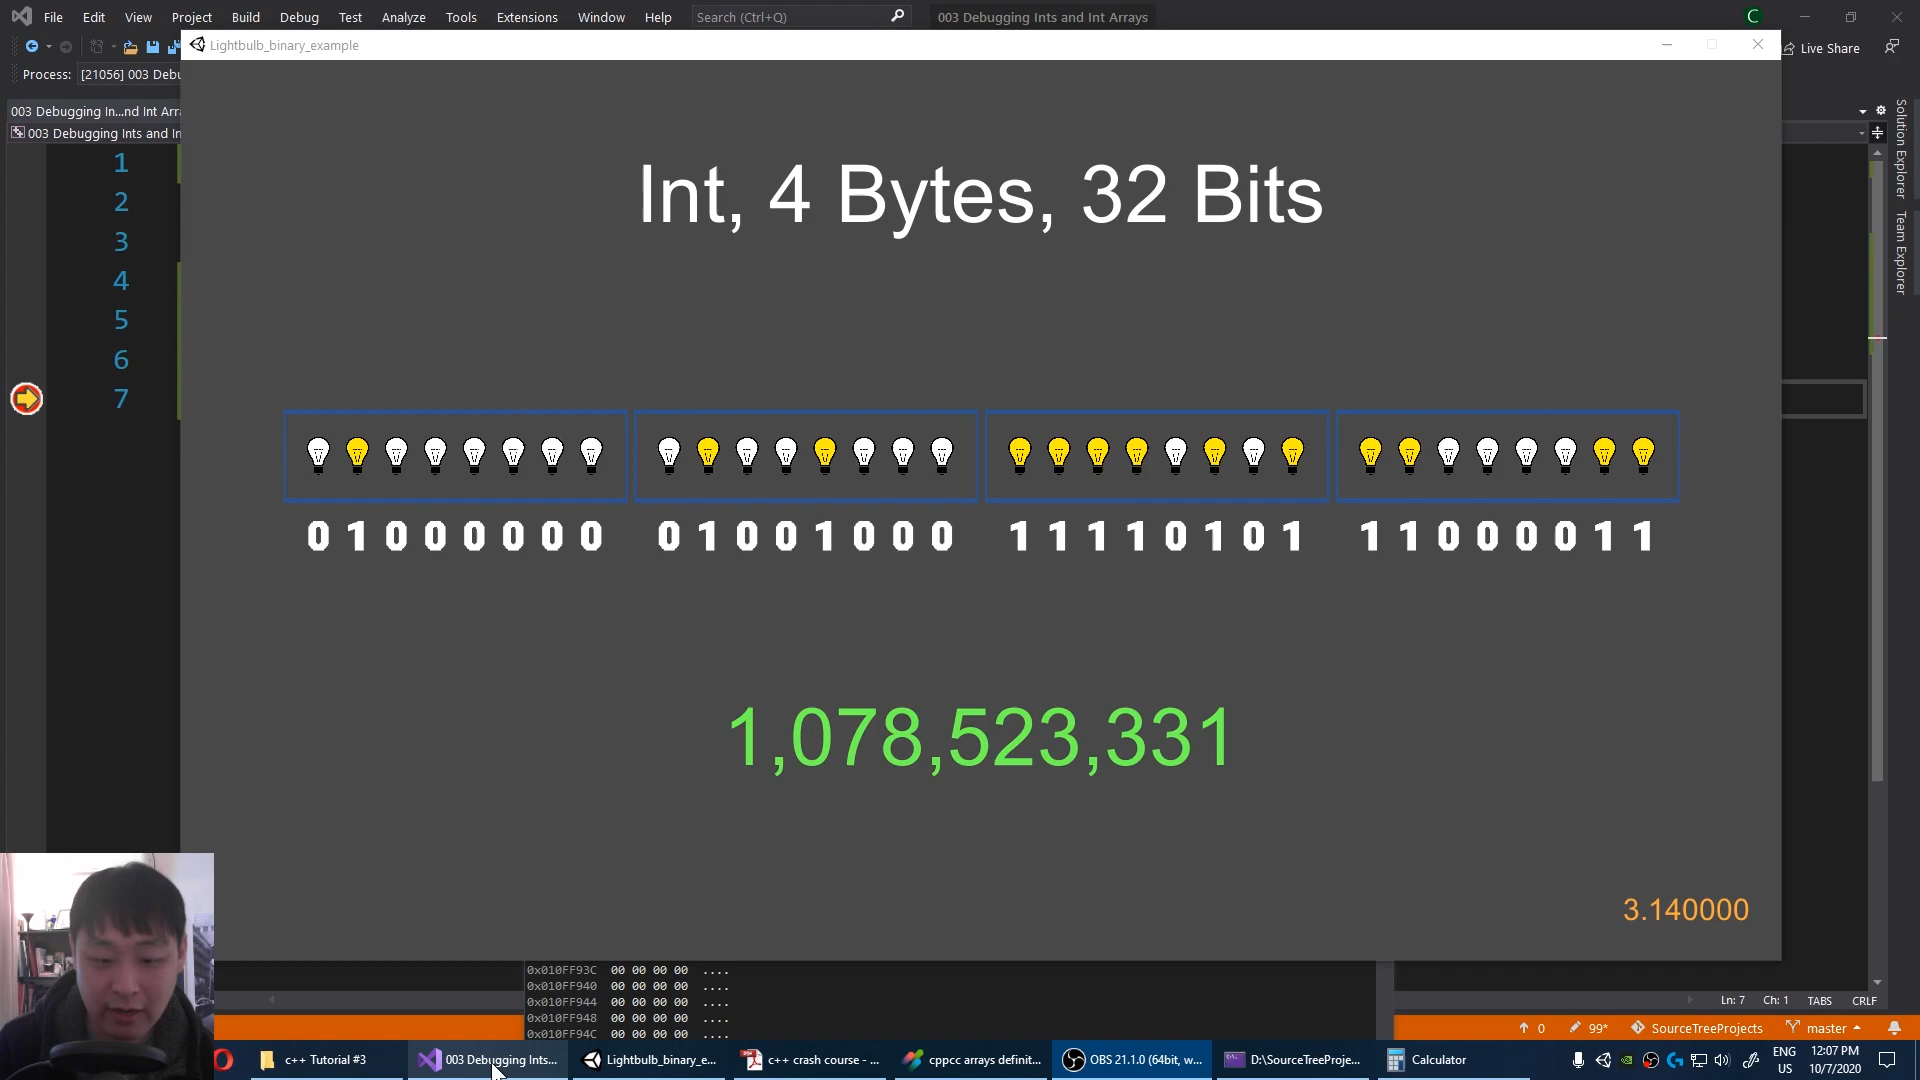 File Edit View Project Build Debug Test Analyze Tools Extensions Window Help Search (Ctrl+Q) 003 Debugging Ints and Int Arrays C
Lightbulb_binary_example
Live Share
Process: [21056] 003 Debu
003 Debugging In...nd Int Arra
003 Debugging Ints and In
Solution Explorer
Team Explorer
1
2
3
4
5
6
7
Int, 4 Bytes, 32 Bits
0 1 0 0 0 0 0 0 0 1 0 0 1 0 0 0 1 1 1 1 0 1 0 1 1 1 0 0 0 0 1 1
1,078,523,331
3.140000
0x010FF93C 00 00 00 00 ....
0x010FF940 00 00 00 00 ....
0x010FF944 00 00 00 00 ....
0x010FF948 00 00 00 00 ....
0x010FF94C 00 00 00 00 ....
Ln: 7 Ch: 1 TABS CRLF
0 99* SourceTreeProjects master
c++ Tutorial #3 003 Debugging Ints... Lightbulb_binary_e... c++ crash course - ... cppcc arrays definit... OBS 21.1.0 (64bit, w... D:\SourceTreeProje... Calculator
ENG US
12:07 PM
10/7/2020